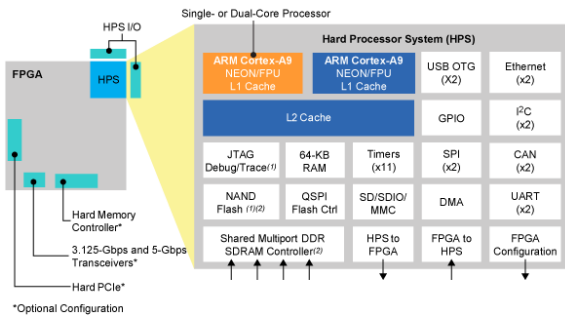 Single- or Dual-Core Processor
HPS I/O
FPGA
HPS
Hard Memory
Controller*
3.125-Gbps and 5-Gbps
Transceivers*
Hard PCIe*
*Optional Configuration
Hard Processor System (HPS)
ARM Cortex-A9
NEON/FPU
L1 Cache
ARM Cortex-A9
NEON/FPU
L1 Cache
USB OTG
(X2)
Ethernet
(x2)
L2 Cache
GPIO
I²C
(x2)
JTAG
Debug/Trace(1)
64-KB
RAM
Timers
(x11)
SPI
(x2)
CAN
(x2)
NAND
Flash (1)(2)
QSPI
Flash Ctrl
SD/SDIO/
MMC
DMA
UART
(x2)
Shared Multiport DDR
SDRAM Controller(2)
HPS to
FPGA
FPGA to
HPS
FPGA
Configuration